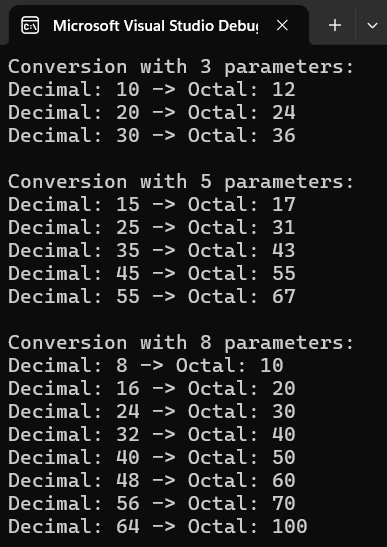 Microsoft Visual Studio Debu
Conversion with 3 parameters:
Decimal: 10 -> Octal: 12
Decimal: 20 -> Octal: 24
Decimal: 30 -> Octal: 36
Conversion with 5 parameters:
Decimal: 15 -> Octal: 17
Decimal: 25 -> Octal: 31
Decimal: 35 -> Octal: 43
Decimal: 45 -> Octal: 55
Decimal: 55 -> Octal: 67
Conversion with 8 parameters:
Decimal: 8 -> Octal: 10
Decimal: 16 -> Octal: 20
Decimal: 24 -> Octal: 30
Decimal: 32 -> Octal: 40
Decimal: 40 -> Octal: 50
Decimal: 48 -> Octal: 60
Decimal: 56 -> Octal: 70
Decimal: 64 -> Octal: 100